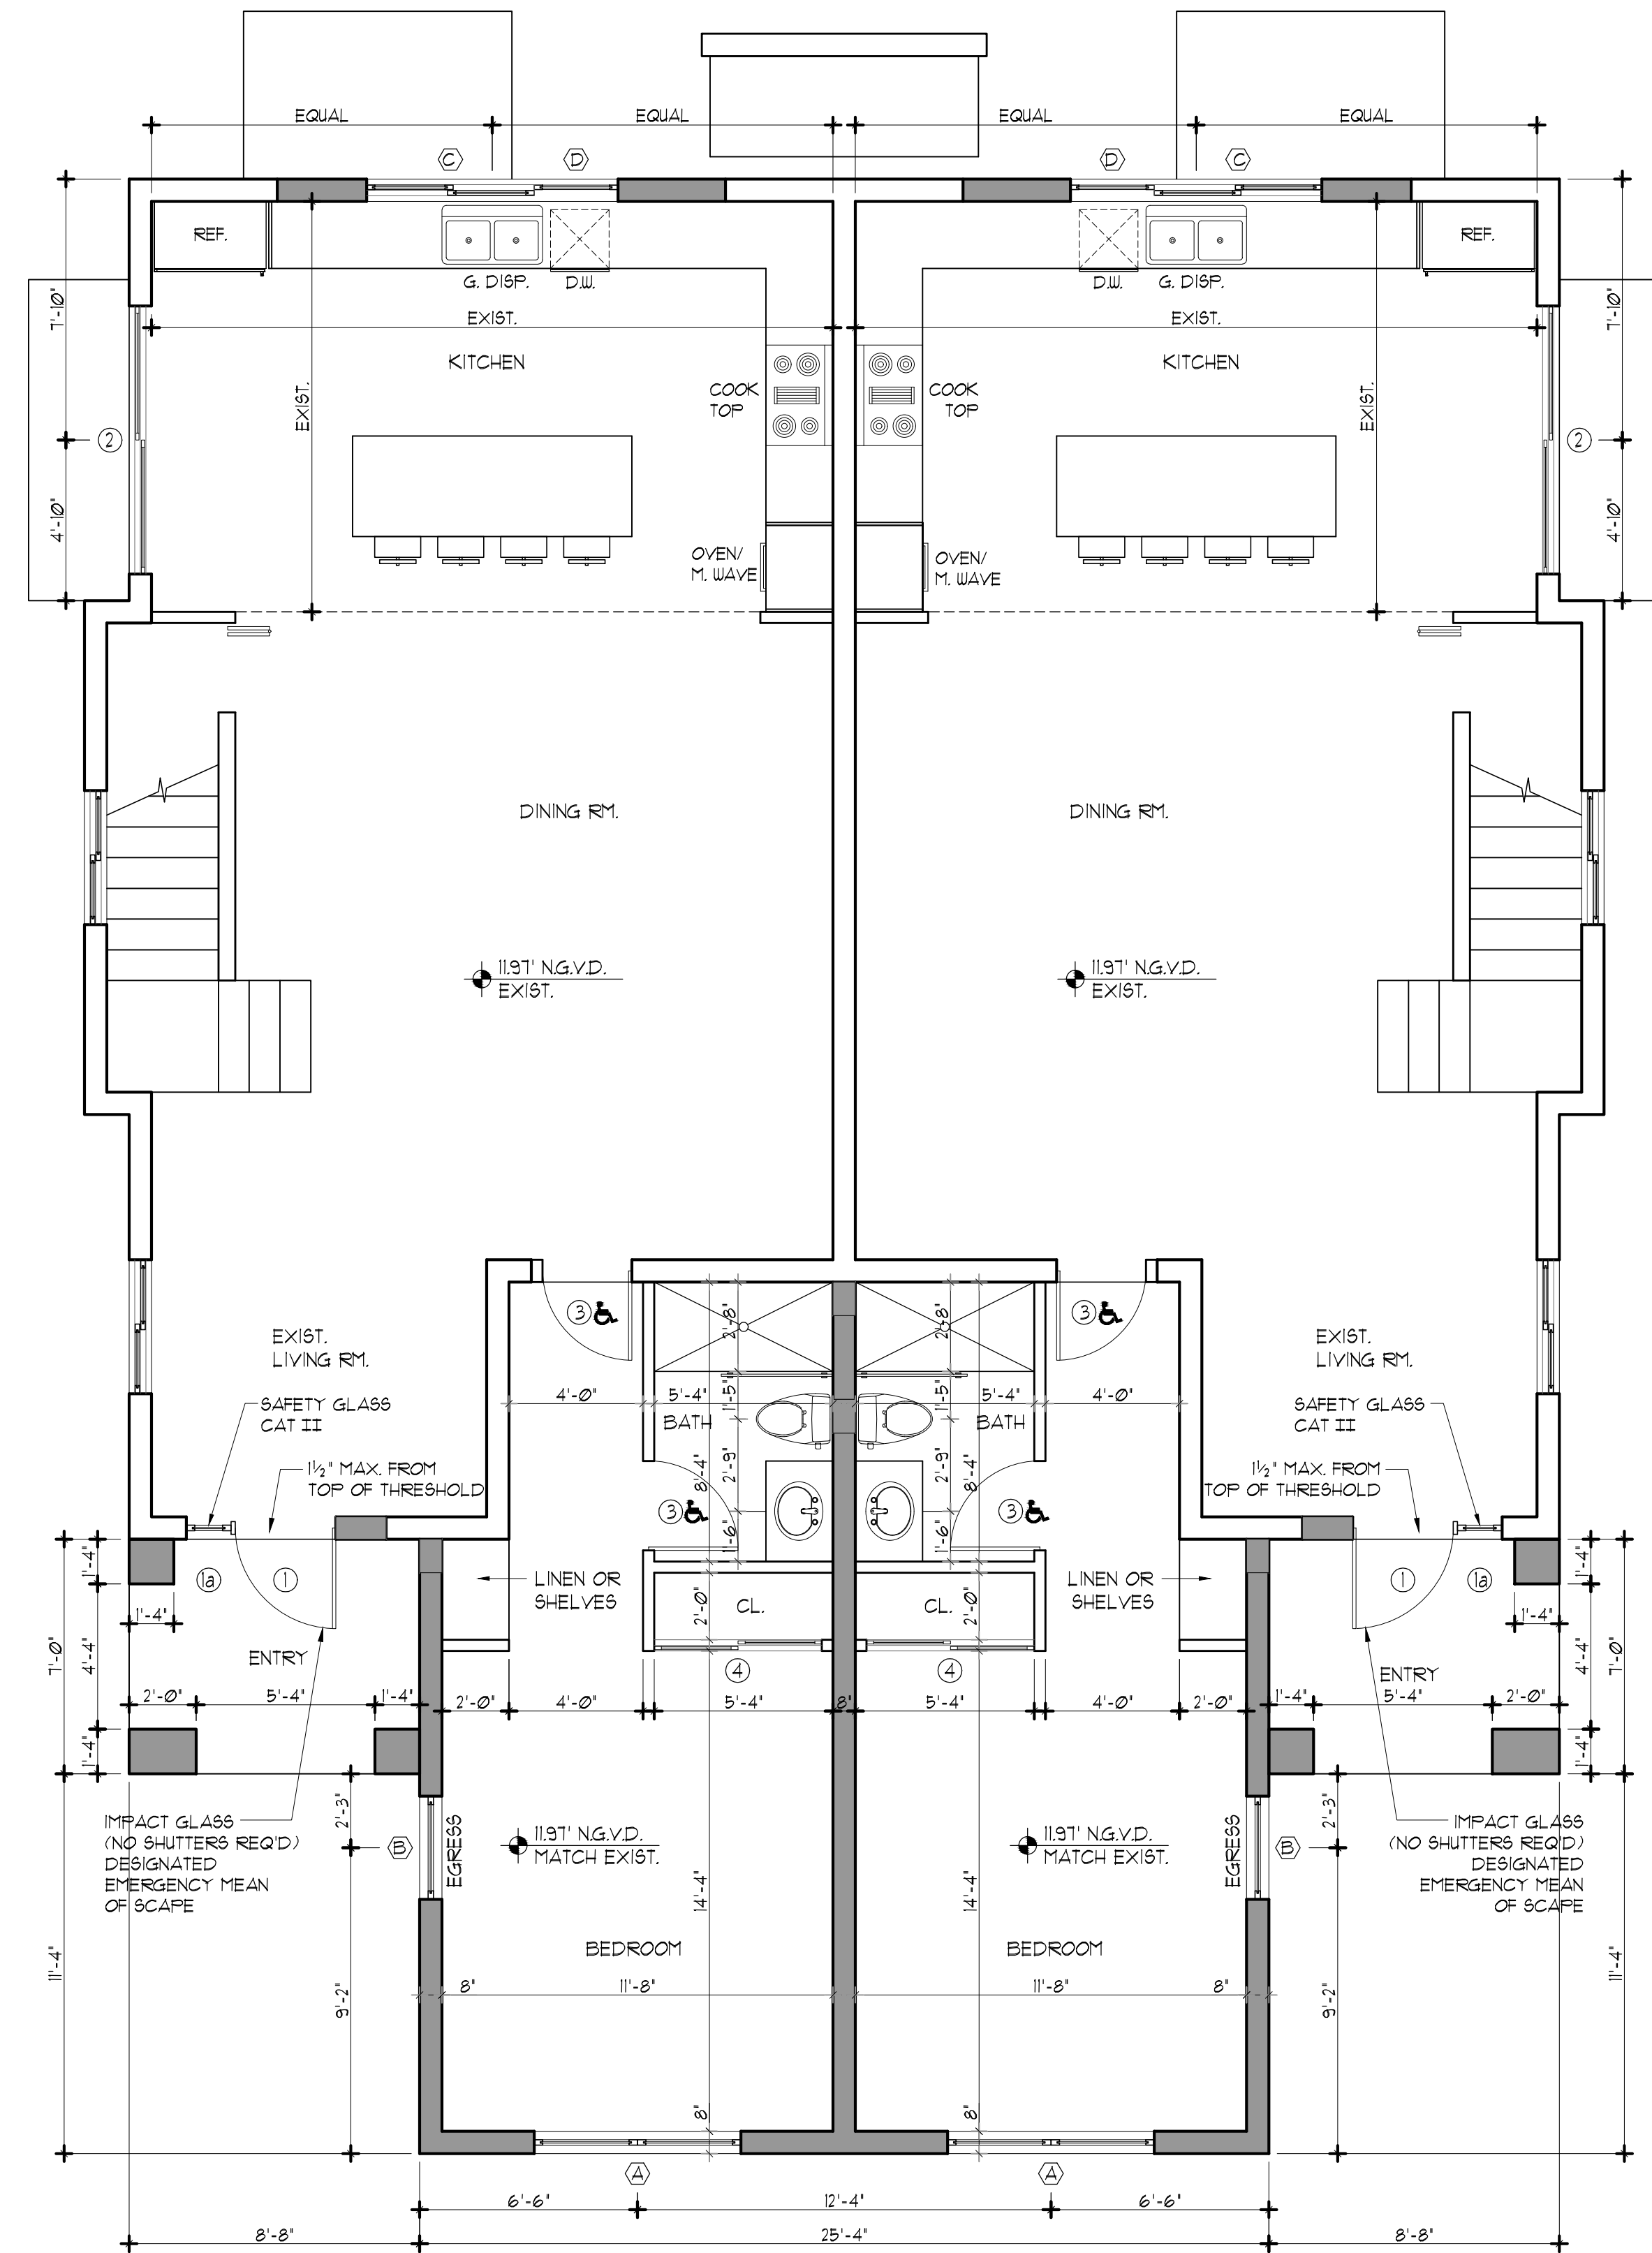 EQUAL EQUAL EQUAL EQUAL
C D D C
REF. REF.
G. DISP. D.W. D.W. G. DISP.
7'-10" 7'-10"
EXIST. EXIST.
KITCHEN KITCHEN
EXIST. EXIST.
COOK COOK
TOP TOP
2 2
4'-10" 4'-10"
OVEN/ OVEN/
M. WAVE M. WAVE
DINING RM. DINING RM.
11.97' N.G.V.D. 11.97' N.G.V.D.
EXIST. EXIST.
3 3
2'-8" 2'-8"
EXIST. EXIST.
LIVING RM. LIVING RM.
4'-0" 5'-4" 1'-5" 1'-5" 5'-4" 4'-0"
SAFETY GLASS SAFETY GLASS
CAT II CAT II
BATH BATH
1½" MAX. FROM 1½" MAX. FROM
TOP OF THRESHOLD TOP OF THRESHOLD
8'-4" 2'-9" 2'-9" 8'-4"
3 3
1'-6" 1'-6"
1'-4" 1'-4"
1a 1 1 1a
LINEN OR LINEN OR
SHELVES SHELVES
CL. CL.
2'-0" 2'-0"
1'-4" 1'-4"
7'-0" 4'-4" 4'-4" 7'-0"
ENTRY ENTRY
4 4
2'-0" 5'-4" 1'-4" 1'-4" 5'-4" 2'-0"
2'-0" 4'-0" 5'-4" 8" 5'-4" 4'-0" 2'-0"
1'-4" 1'-4"
2'-3" 2'-3"
IMPACT GLASS IMPACT GLASS
(NO SHUTTERS REQ'D) (NO SHUTTERS REQ'D)
DESIGNATED DESIGNATED
EMERGENCY MEAN EMERGENCY MEAN
OF SCAPE OF SCAPE
B EGRESS EGRESS B
11.97' N.G.V.D. 11.97' N.G.V.D.
MATCH EXIST. MATCH EXIST.
14'-4" 14'-4"
BEDROOM BEDROOM
11'-4" 11'-4"
8" 11'-8" 11'-8" 8"
9'-2" 9'-2"
8" 8"
A A
6'-6" 12'-4" 6'-6"
8'-8" 25'-4" 8'-8"